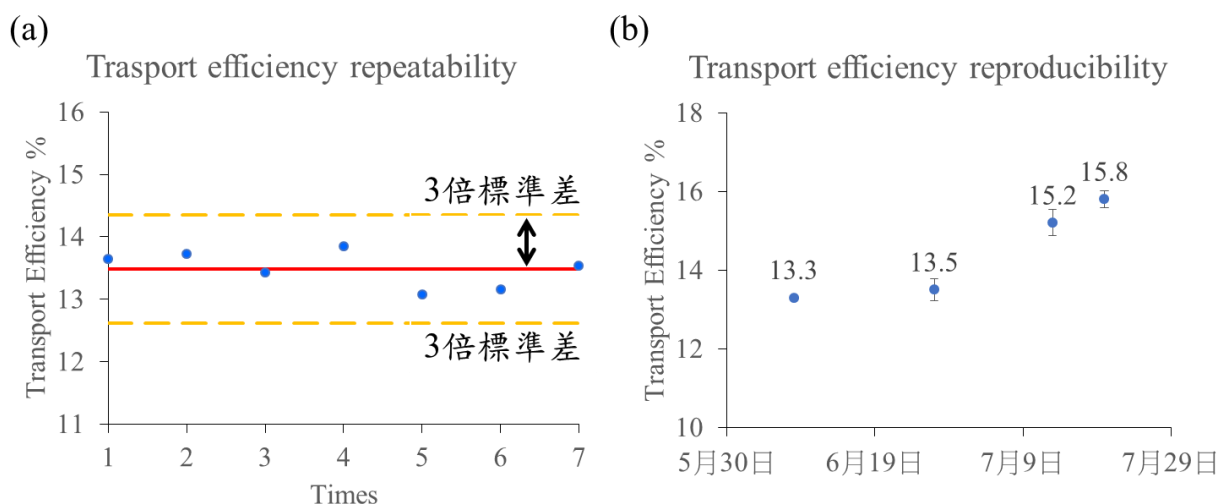 (a)
Trasport efficiency repeatability
Transport Efficiency %
16
15
14
13
12
11
3倍標準差
3倍標準差
1 2 3 4 5 6 7
Times
(b)
Transport efficiency reproducibility
Transport Efficiency %
18
16
14
12
10
13.3
13.5
15.2
15.8
5月30日 6月19日 7月9日 7月29日